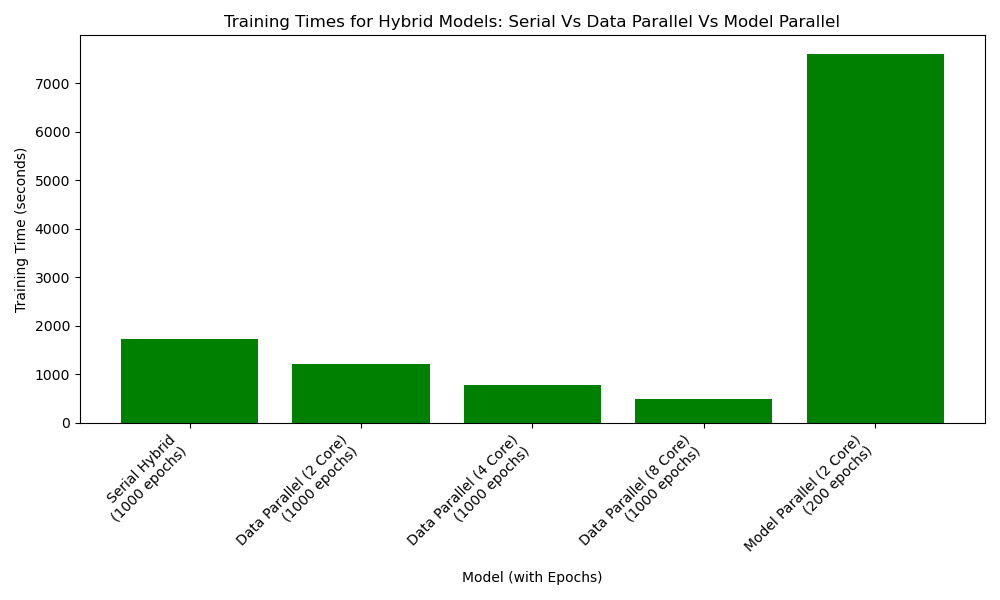 Training Times for Hybrid Models: Serial Vs Data Parallel Vs Model Parallel
Training Time (seconds)
7000
6000
5000
4000
3000
2000
1000
0
Serial Hybrid
(1000 epochs)
Data Parallel (2 Core)
(1000 epochs)
Data Parallel (4 Core)
(1000 epochs)
Data Parallel (8 Core)
(1000 epochs)
Model Parallel (2 Core)
(200 epochs)
Model (with Epochs)